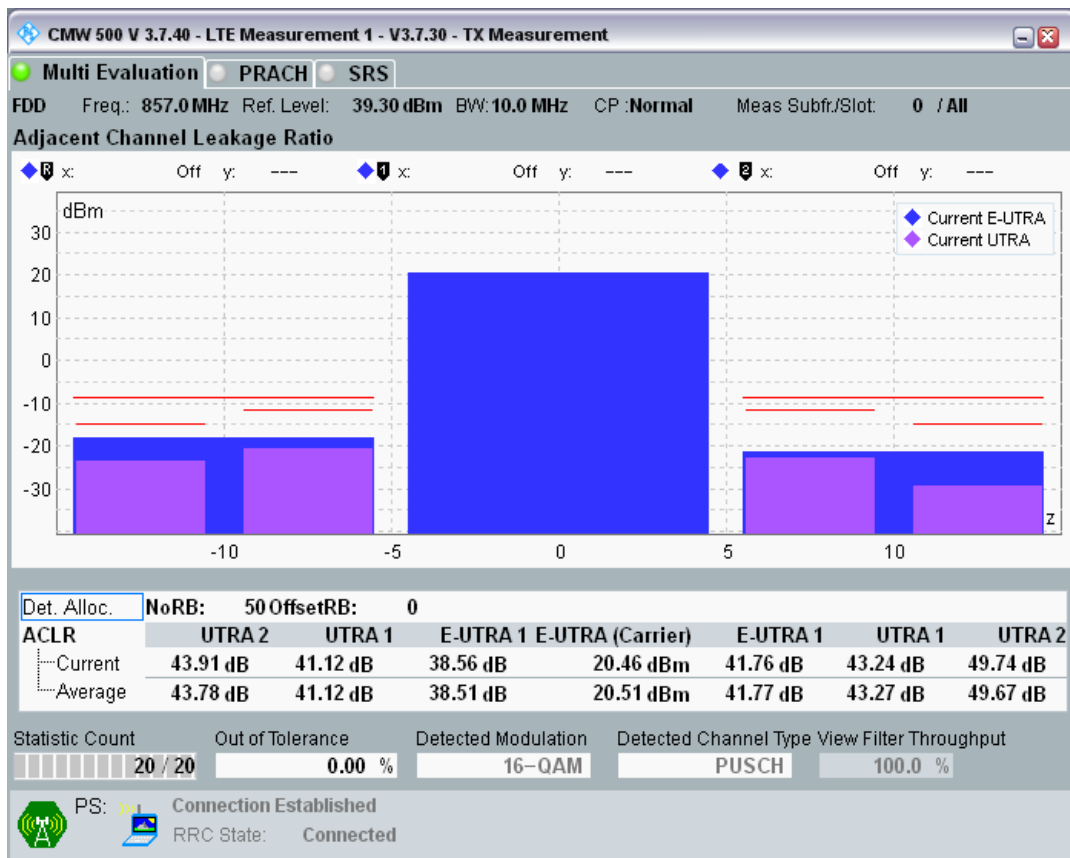 CMW 500 V 3.7.40 - LTE Measurement 1 - V3.7.30 - TX Measurement
Multi Evaluation PRACH SRS
FDD Freq.: 857.0 MHz Ref. Level: 39.30 dBm BW: 10.0 MHz CP :Normal Meas Subfr./Slot: 0 / All
Adjacent Channel Leakage Ratio
R x: Off y: --- 1 x: Off y: --- 2 x: Off y: ---
dBm
Current E-UTRA
Current UTRA
30
20
10
0
-10
-20
-30
z
-10 -5 0 5 10
Det. Alloc. NoRB: 50 OffsetRB: 0
ACLR UTRA 2 UTRA 1 E-UTRA 1 E-UTRA (Carrier) E-UTRA 1 UTRA 1 UTRA 2
Current 43.91 dB 41.12 dB 38.56 dB 20.46 dBm 41.76 dB 43.24 dB 49.74 dB
Average 43.78 dB 41.12 dB 38.51 dB 20.51 dBm 41.77 dB 43.27 dB 49.67 dB
Statistic Count Out of Tolerance Detected Modulation Detected Channel Type View Filter Throughput
20 / 20 0.00 % 16-QAM PUSCH 100.0 %
PS: Connection Established
RRC State: Connected